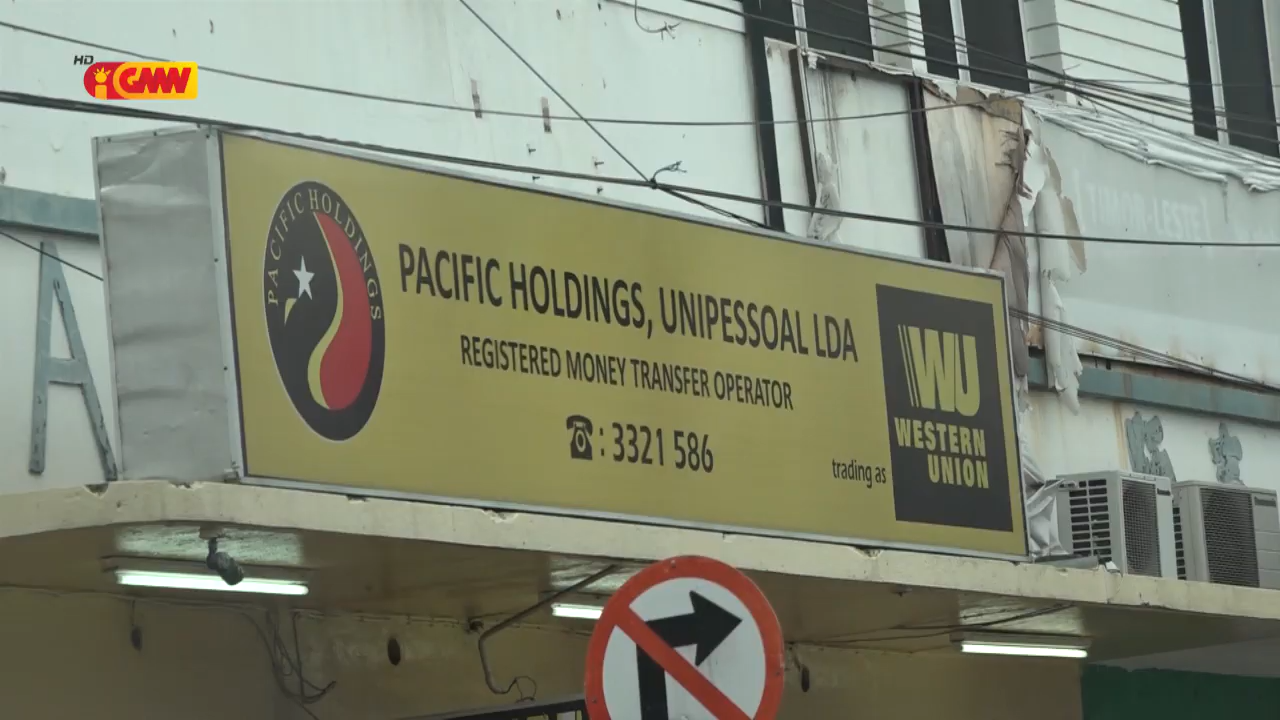 HD
GMN
PACIFIC HOLDINGS
PACIFIC HOLDINGS, UNIPESSOAL LDA
REGISTERED MONEY TRANSFER OPERATOR
: 3321 586
trading as
WU
WESTERN
UNION
TIMOR-LESTE
A